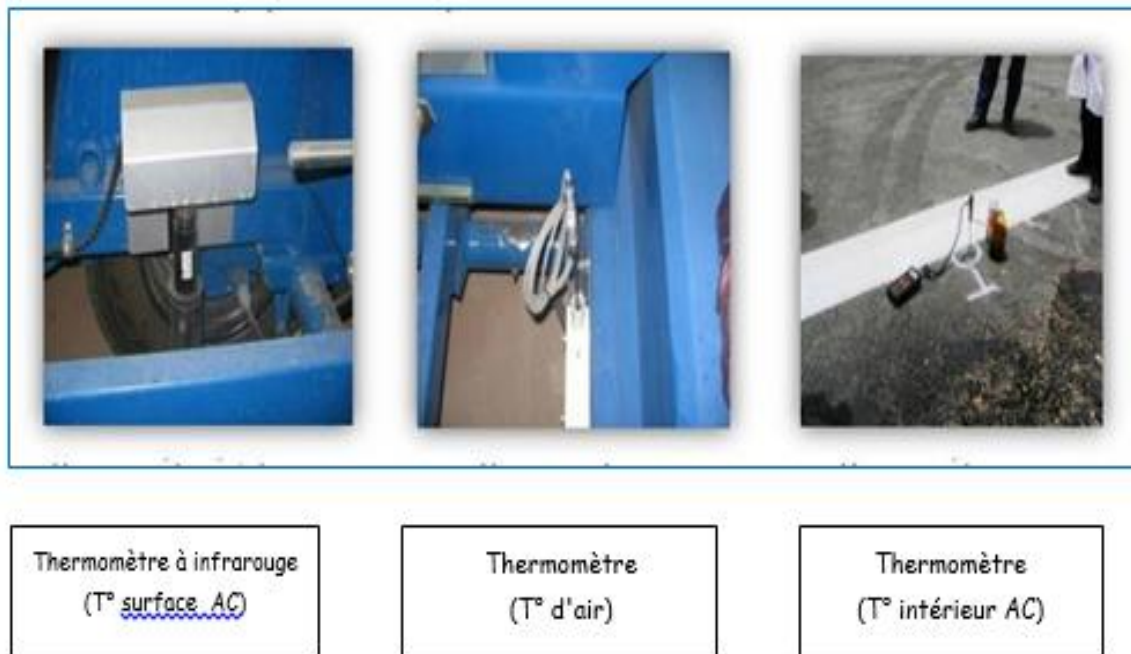 Thermomètre à infrarouge
(T° surface AC)
Thermomètre
(T° d'air)
Thermomètre
(T° intérieur AC)